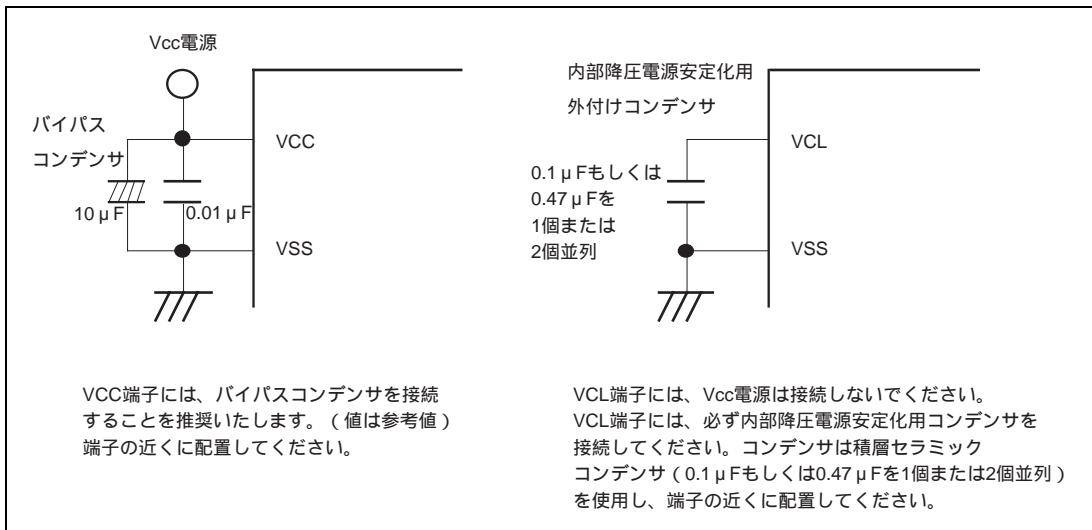 Vcc電源
バイパス
コンデンサ
VCC
10μF
0.01μF
VSS
VCC端子には、バイパスコンデンサを接続
することを推奨いたします。（値は参考値）
端子の近くに配置してください。
内部降圧電源安定化用
外付けコンデンサ
VCL
0.1μFもしくは
0.47μFを
1個または
2個並列
VSS
VCL端子には、Vcc電源は接続しないでください。
VCL端子には、必ず内部降圧電源安定化用コンデンサを
接続してください。コンデンサは積層セラミック
コンデンサ（0.1μFもしくは0.47μFを1個または2個並列）
を使用し、端子の近くに配置してください。